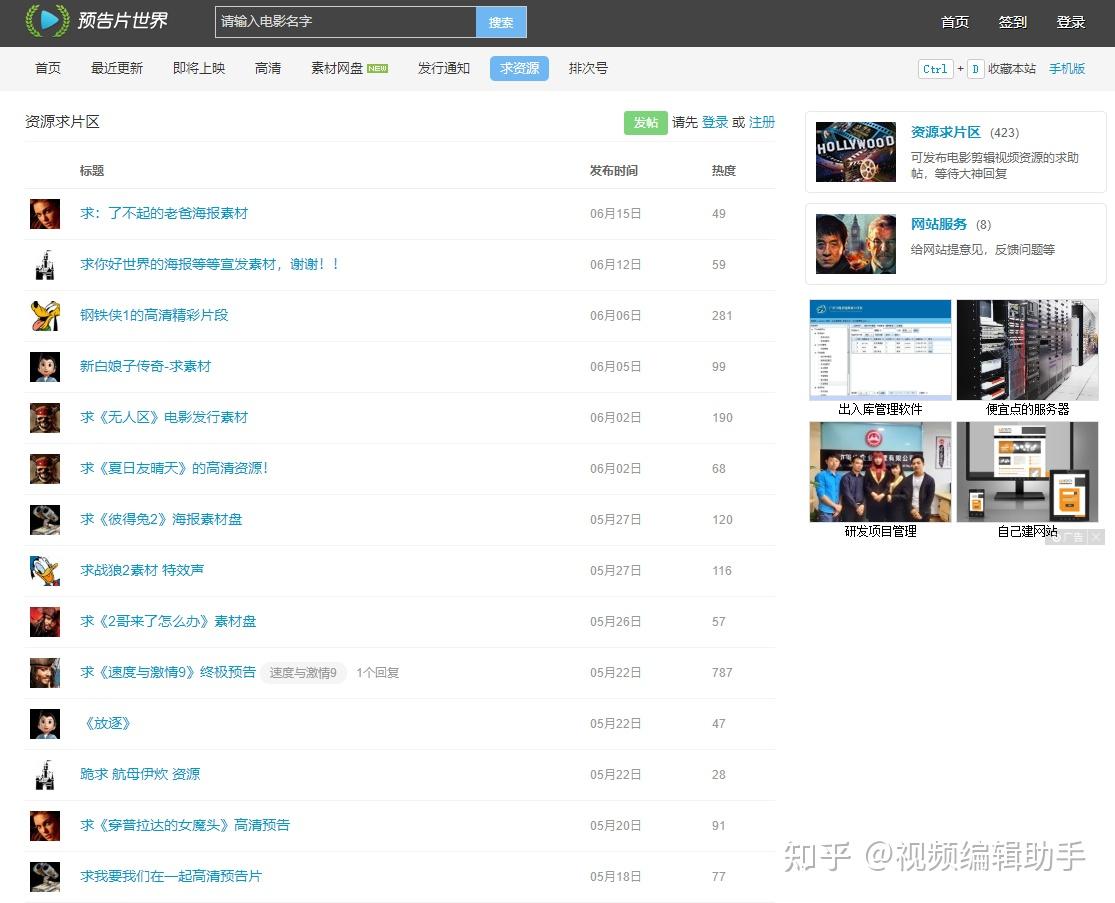 预告片世界
请输入电影名字
搜索
首页 签到 登录
首页 最近更新 即将上映 高清 素材网盘 NEW 发行通知 求资源 排次号
Ctrl + D 收藏本站 手机版
资源求片区
发帖 请先 登录 或 注册
标题 发布时间 热度
求：了不起的老爸海报素材 06月15日 49
求你好世界的海报等等宣发素材，谢谢！！ 06月12日 59
钢铁侠1的高清精彩片段 06月06日 281
新白娘子传奇-求素材 06月05日 99
求《无人区》电影发行素材 06月02日 190
求《夏日友晴天》的高清资源！ 06月02日 68
求《彼得兔2》海报素材盘 05月27日 120
求战狼2素材 特效声 05月27日 116
求《2哥来了怎么办》素材盘 05月26日 57
求《速度与激情9》终极预告 速度与激情9 1个回复 05月22日 787
《放逐》 05月22日 47
跪求 航母伊炊 资源 05月22日 28
求《穿普拉达的女魔头》高清预告 05月20日 91
求我要我们在一起高清预告片 05月18日 77
HOLLYWOOD
资源求片区 (423)
可发布电影剪辑视频资源的求助
帖，等待大神回复
网站服务 (8)
给网站提意见，反馈问题等
出入库管理软件 便宜点的服务器
研发项目管理 自己建网站
广告
知乎 @视频编辑助手